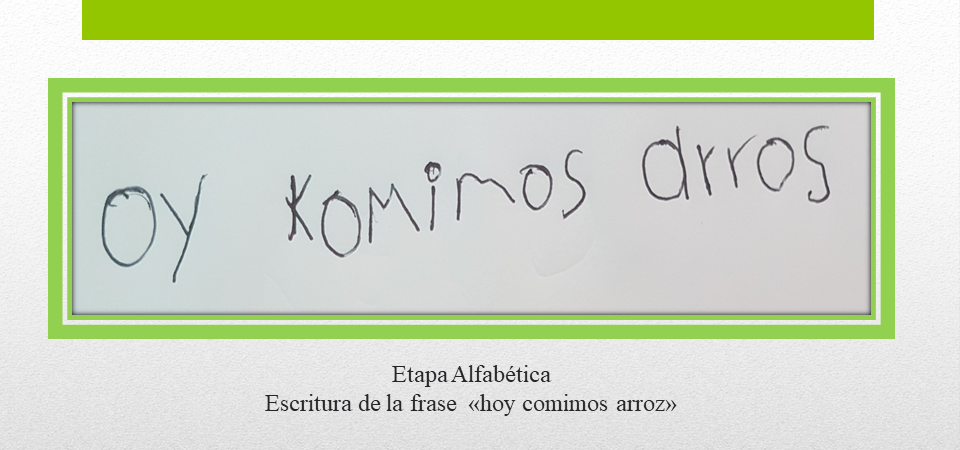 oy komimos arros
Etapa Alfabética
Escritura de la frase «hoy comimos arroz»